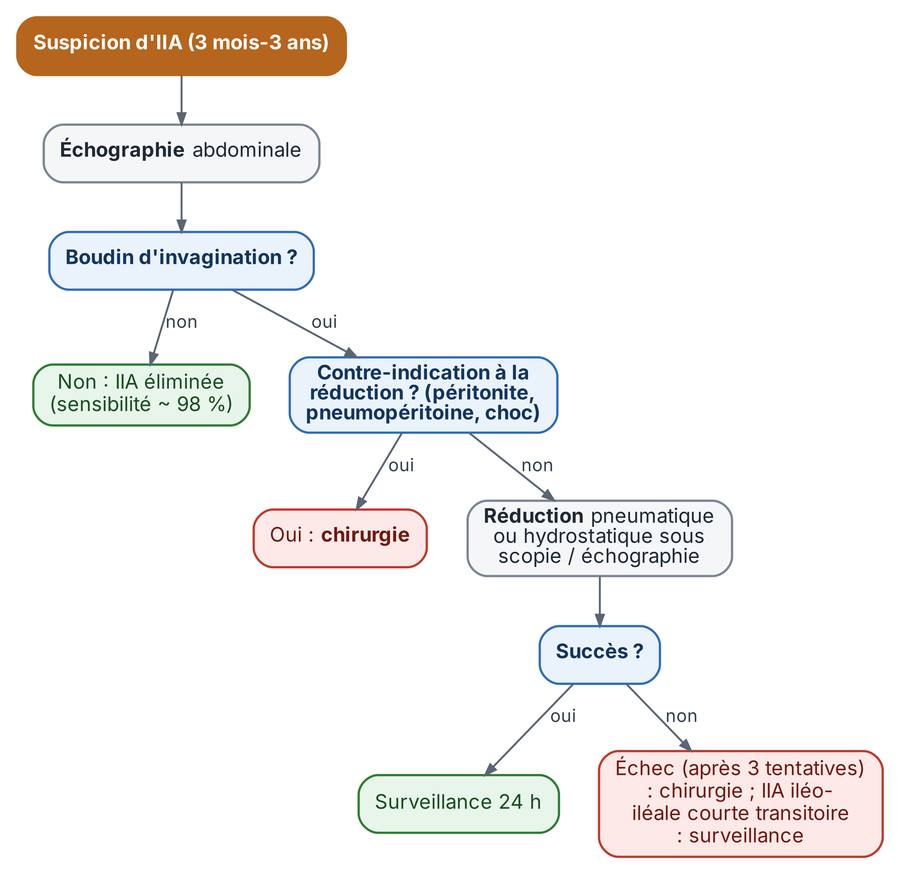 Suspicion d'IIA (3 mois-3 ans)
Échographie abdominale
Boudin d'invagination ?
non
oui
Non : IIA éliminée
(sensibilité ~ 98 %)
Contre-indication à la
réduction ? (péritonite,
pneumopéritoine, choc)
oui
non
Oui : chirurgie
Réduction pneumatique
ou hydrostatique sous
scopie / échographie
Succès ?
oui
non
Surveillance 24 h
Échec (après 3 tentatives)
: chirurgie ; IIA iléo-
iléale courte transitoire
: surveillance